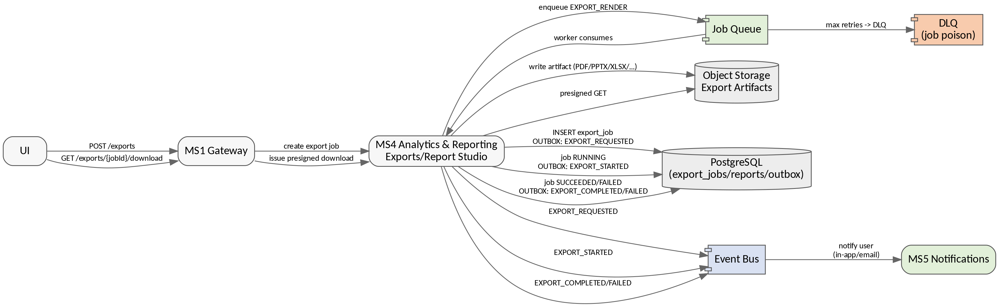 enqueue EXPORT_RENDER
Job Queue
max retries -> DLQ
DLQ
(job poison)
worker consumes
write artifact (PDF/PPTX/XLSX/...)
Object Storage
Export Artifacts
presigned GET
UI
POST /exports
GET /exports/{jobId}/download
MS1 Gateway
create export job
issue presigned download
MS4 Analytics & Reporting
Exports/Report Studio
INSERT export_job
OUTBOX: EXPORT_REQUESTED
job RUNNING
OUTBOX: EXPORT_STARTED
job SUCCEEDED/FAILED
OUTBOX: EXPORT_COMPLETED/FAILED
PostgreSQL
(export_jobs/reports/outbox)
EXPORT_REQUESTED
EXPORT_STARTED
EXPORT_COMPLETED/FAILED
Event Bus
notify user
(in-app/email)
MS5 Notifications